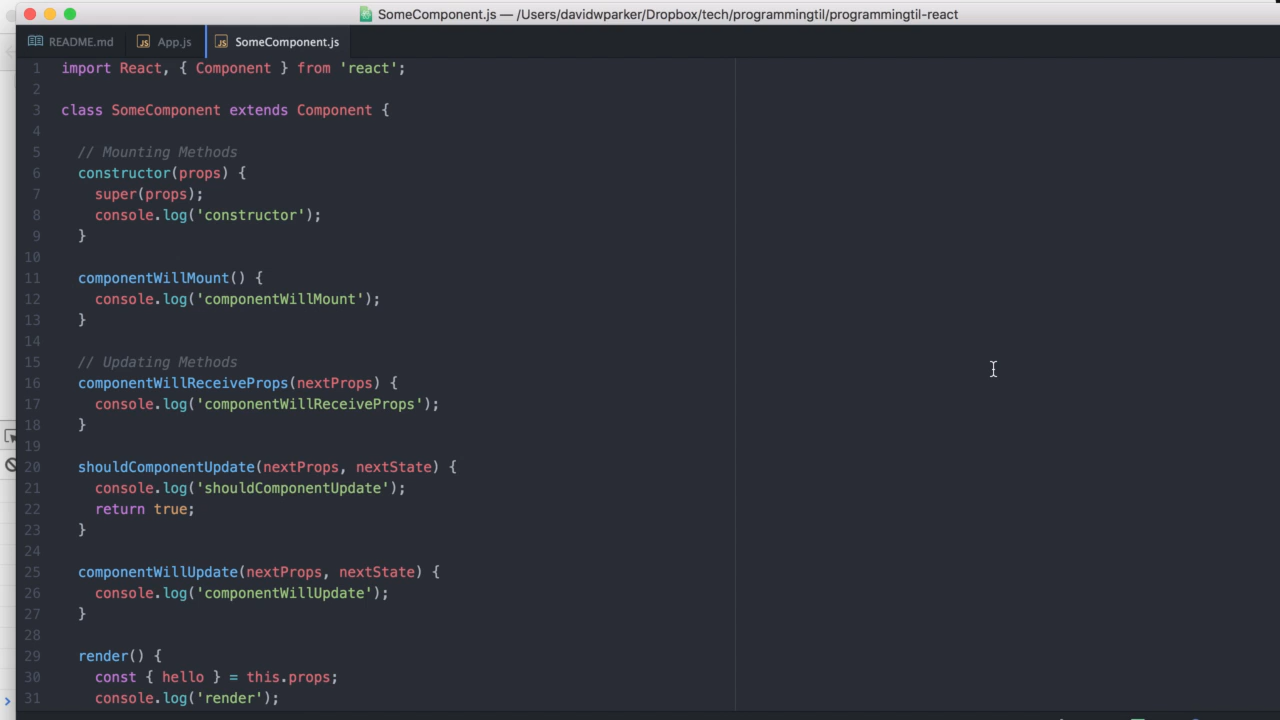 SomeComponent.js — /Users/davidwparker/Dropbox/tech/programmingtil/programmingtil-react
README.md App.js SomeComponent.js
1 import React, { Component } from 'react';
2
3 class SomeComponent extends Component {
4
5 // Mounting Methods
6 constructor(props) {
7 super(props);
8 console.log('constructor');
9 }
10
11 componentWillMount() {
12 console.log('componentWillMount');
13 }
14
15 // Updating Methods
16 componentWillReceiveProps(nextProps) {
17 console.log('componentWillReceiveProps');
18 }
19
20 shouldComponentUpdate(nextProps, nextState) {
21 console.log('shouldComponentUpdate');
22 return true;
23 }
24
25 componentWillUpdate(nextProps, nextState) {
26 console.log('componentWillUpdate');
27 }
28
29 render() {
30 const { hello } = this.props;
31 console.log('render');